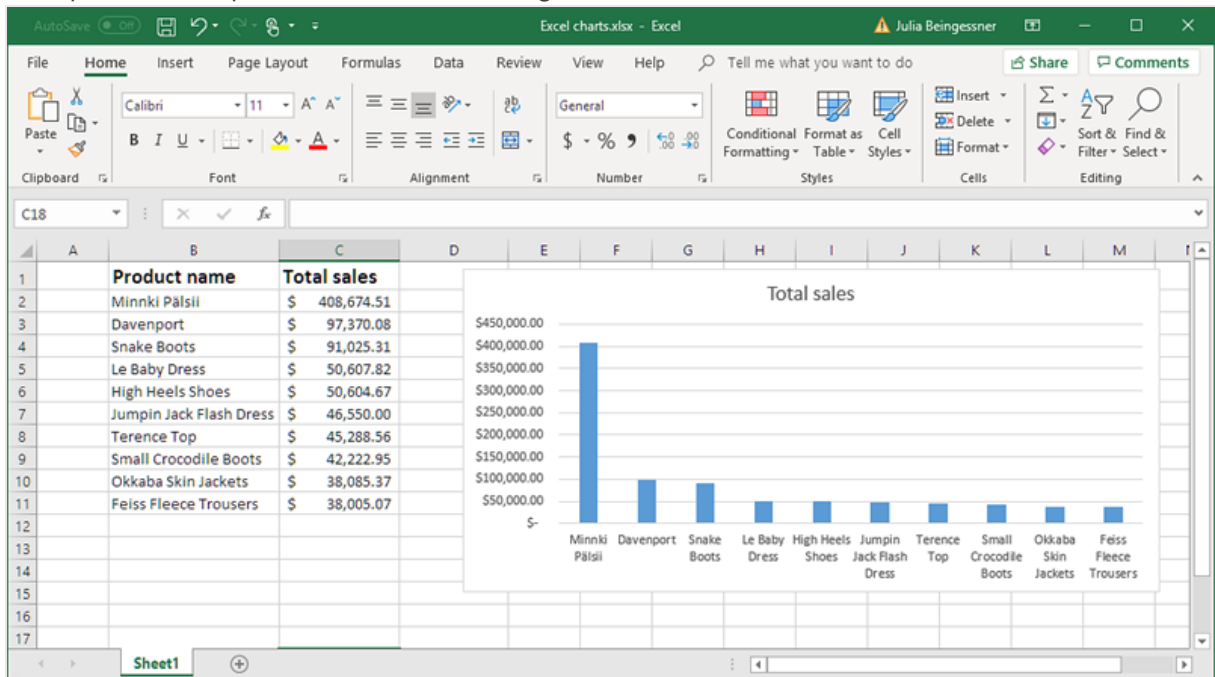 AutoSave Off Excel charts.xlsx - Excel Julia Beingessner
File Home Insert Page Layout Formulas Data Review View Help Tell me what you want to do Share Comments
Paste
Calibri 11 A^ A˅
B I U A
ab
General
$ % , .00
Conditional Formatting
Format as Table
Cell Styles
Insert
Delete
Format
Σ
Sort & Filter
Find & Select
Clipboard Font Alignment Number Styles Cells Editing
C18 fx
A B C D E F G H I J K L M
1 Product name Total sales
2 Minnki Pälsii $ 408,674.51
3 Davenport $ 97,370.08
4 Snake Boots $ 91,025.31
5 Le Baby Dress $ 50,607.82
6 High Heels Shoes $ 50,604.67
7 Jumpin Jack Flash Dress $ 46,550.00
8 Terence Top $ 45,288.56
9 Small Crocodile Boots $ 42,222.95
10 Okkaba Skin Jackets $ 38,085.37
11 Feiss Fleece Trousers $ 38,005.07
12
13
14
15
16
17
Total sales
$450,000.00
$400,000.00
$350,000.00
$300,000.00
$250,000.00
$200,000.00
$150,000.00
$100,000.00
$50,000.00
$-
Minnki Davenport Snake Le Baby High Heels Jumpin Terence Small Okkaba Feiss
Pälsii Boots Dress Shoes Jack Flash Top Crocodile Skin Fleece
Dress Boots Jackets Trousers
Sheet1